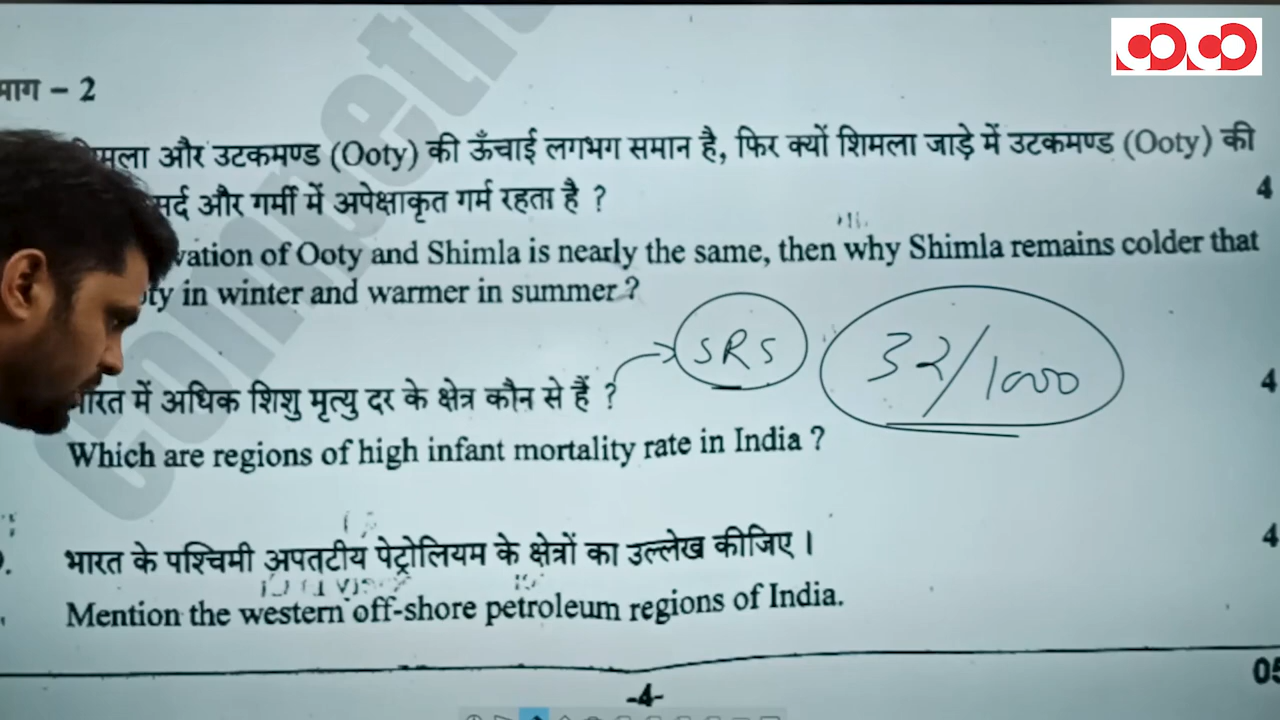 भाग – 2
शिमला और उटकमण्ड (Ooty) की ऊँचाई लगभग समान है, फिर क्यों शिमला जाड़े में उटकमण्ड (Ooty) की
सर्द और गर्मी में अपेक्षाकृत गर्म रहता है ?
4
vation of Ooty and Shimla is nearly the same, then why Shimla remains colder that
ty in winter and warmer in summer ?
SRS
32/1000
भारत में अधिक शिशु मृत्यु दर के क्षेत्र कौन से हैं ?
4
Which are regions of high infant mortality rate in India ?
भारत के पश्चिमी अपतटीय पेट्रोलियम के क्षेत्रों का उल्लेख कीजिए ।
4
Mention the western off-shore petroleum regions of India.
-4-
05